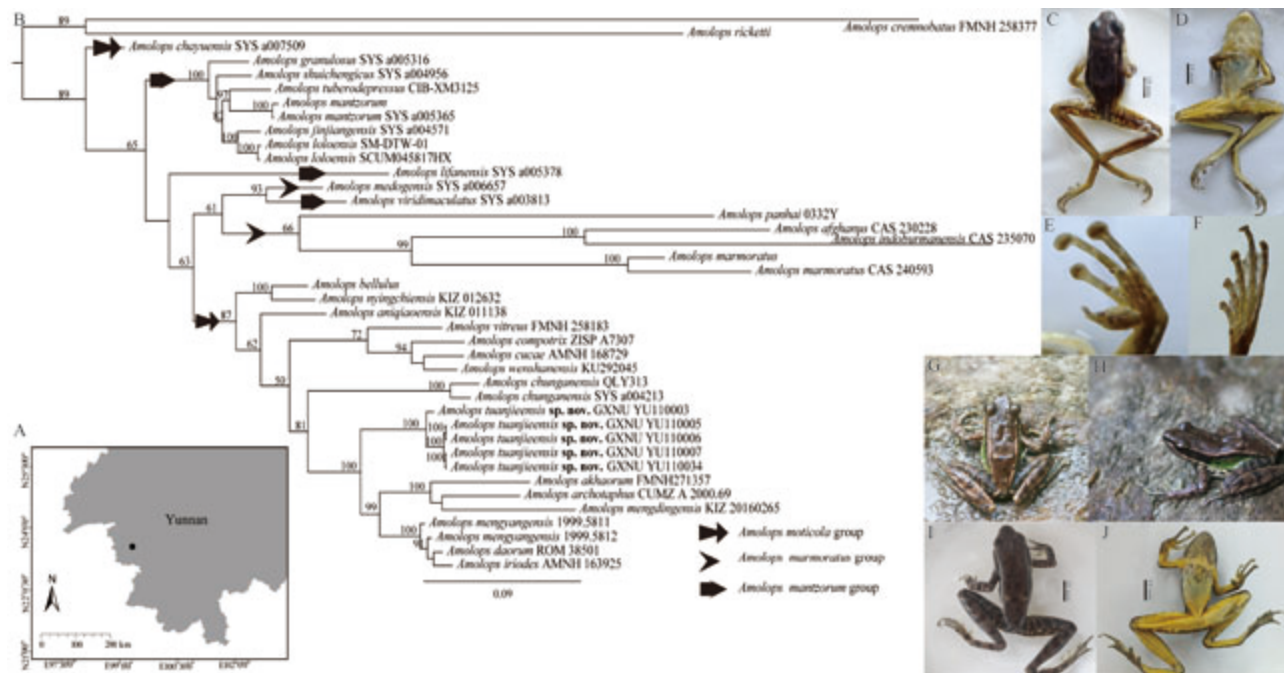 B
89
Amolops cremnobatus FMNH 258377
Amolops ricketti
Amolops chayuensis SYS a007509
89
Amolops granulosus SYS a005316
100
Amolops shuichengicus SYS a004956
Amolops tuberodepressus CIB-XM3125
97
Amolops mantzorum
100
82
Amolops mantzorum SYS a005365
Amolops jinjiangensis SYS a004571
100
Amolops loloensis SM-DTW-01
100
Amolops loloensis SCUM045817HX
65
Amolops lifanensis SYS a005378
Amolops medogensis SYS a006657
93
Amolops viridimaculatus SYS a003813
61
Amolops panhai 0332Y
66
Amolops afghanus CAS 230228
100
Amolops indoburmanensis CAS 235070
99
Amolops marmoratus
100
Amolops marmoratus CAS 240593
63
Amolops bellulus
100
Amolops nyingchiensis KIZ 012632
87
Amolops aniqiaoensis KIZ 011138
62
Amolops vitreus FMNH 258183
72
Amolops compotrix ZISP A7307
94
Amolops cucae AMNH 168729
Amolops wenshanensis KU292045
50
Amolops chunganensis QLY313
100
Amolops chunganensis SYS a004213
81
Amolops tuanjieensis sp. nov. GXNU YU110003
100
Amolops tuanjieensis sp. nov. GXNU YU110005
100
Amolops tuanjieensis sp. nov. GXNU YU110006
100
Amolops tuanjieensis sp. nov. GXNU YU110007
Amolops tuanjieensis sp. nov. GXNU YU110034
100
Amolops akhaorum FMNH271357
100
Amolops archotaphus CUMZ A 2000.69
Amolops mengdingensis KIZ 20160265
99
Amolops mengyangensis 1999.5811
100
Amolops mengyangensis 1999.5812
Amolops daorum ROM 38501
Amolops iriodes AMNH 163925
0.09
Amolops moticola group
Amolops marmoratus group
Amolops mantzorum group
A
Yunnan
N
0 100 200 km
C
D
E
F
G
H
I
J